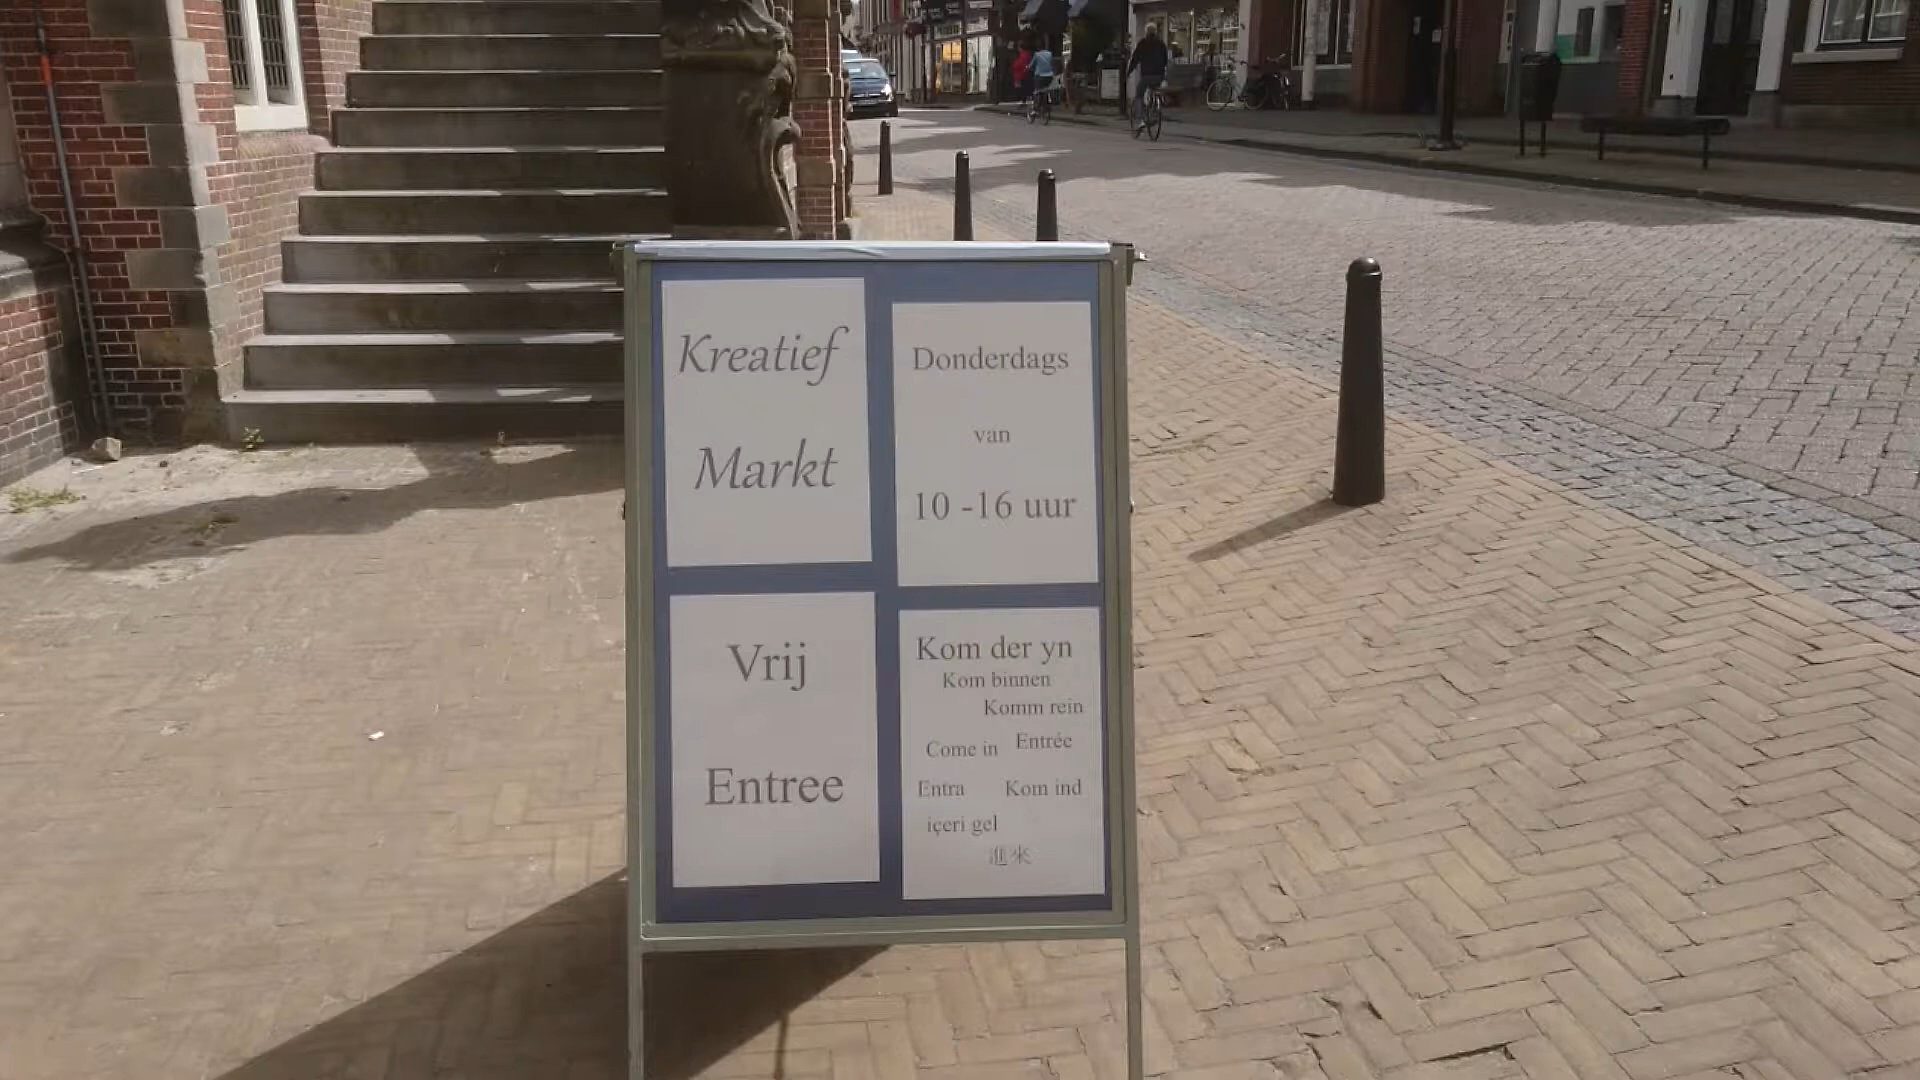 Kreatief
Markt
Donderdags
van
10 -16 uur
Vrij
Entree
Kom der yn
Kom binnen
Komm rein
Come in
Entrée
Entra
Kom ind
içeri gel
進來